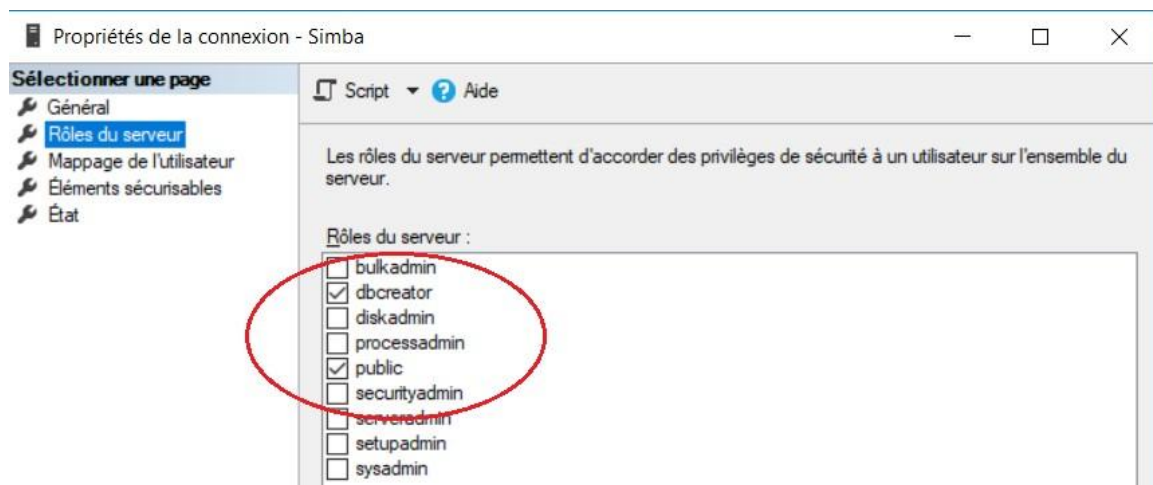 Propriétés de la connexion - Simba
Sélectionner une page
Général
Rôles du serveur
Mappage de l'utilisateur
Éléments sécurisables
État
Script
Aide
Les rôles du serveur permettent d'accorder des privilèges de sécurité à un utilisateur sur l'ensemble du
serveur.
Rôles du serveur :
bulkadmin
dbcreator
diskadmin
processadmin
public
securityadmin
serveradmin
setupadmin
sysadmin